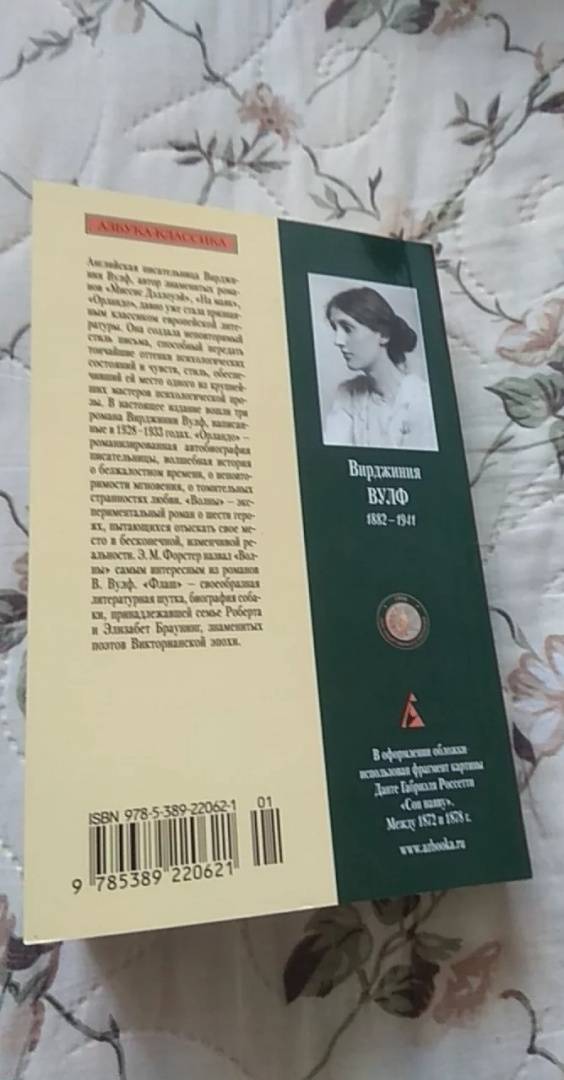 АЗБУКА-КЛАССИКА
Английская писательница Вирджи-
ния Вулф, автор знаменитых рома-
нов «Миссис Дэллоуэй», «На маяк»,
«Орландо», давно уже стала признан-
ным классиком европейской лите-
ратуры. Она создала неповторимый
стиль письма, способный передать
тончайшие оттенки психологических
состояний и чувств, стиль, обеспе-
чивший ей место одного из крупней-
ших мастеров психологической про-
зы. В настоящее издание вошли три
романа Вирджинии Вулф, написан-
ные в 1928–1933 годах. «Орландо» –
романизированная автобиография
писательницы, волшебная история
о безжалостном времени, о неповто-
римости мгновения, о томительных
странностях любви. «Волны» – экс-
периментальный роман о шести геро-
ях, пытающихся отыскать свое ме-
сто в бесконечной, изменчивой ре-
альности. Э. М. Форстер назвал «Вол-
ны» самым интересным из романов
В. Вулф. «Флаш» – своеобразная
литературная шутка, биография соба-
ки, принадлежавшей семье Роберта
и Элизабет Браунинг, знаменитых
поэтов Викторианской эпохи.
ISBN 978-5-389-22062-1
01
9 785389 220621
Вирджиния
ВУЛФ
1882 – 1941
В оформлении обложки
использован фрагмент картины
Данте Габриэля Россетти
«Сон наяву».
Между 1872 и 1878 г.
www.azbooka.ru